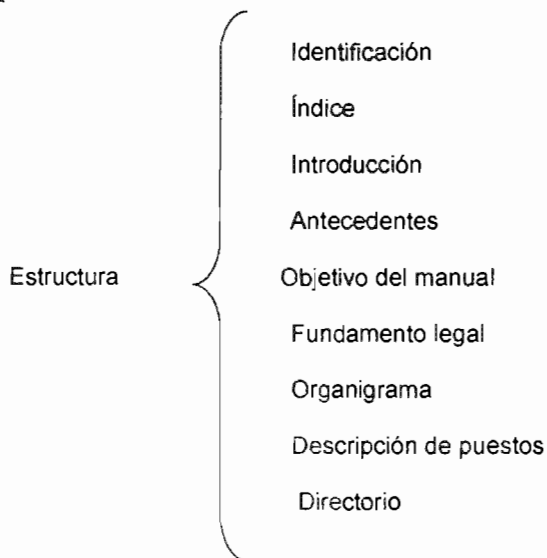 Identificación
Índice
Introducción
Antecedentes
Estructura
Objetivo del manual
Fundamento legal
Organigrama
Descripción de puestos
Directorio